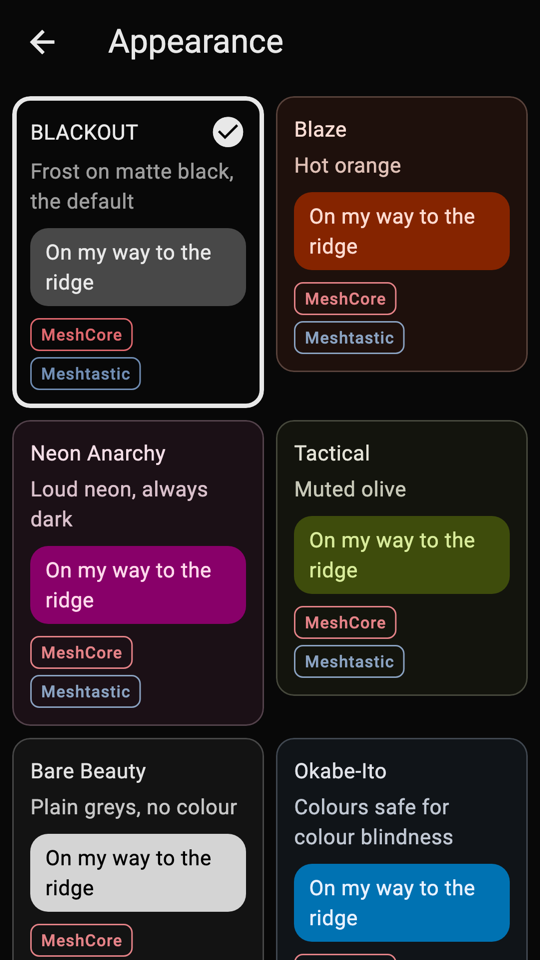 Appearance
BLACKOUT
Frost on matte black,
the default
On my way to the
ridge
MeshCore
Meshtastic
Blaze
Hot orange
On my way to the
ridge
MeshCore
Meshtastic
Neon Anarchy
Loud neon, always
dark
On my way to the
ridge
MeshCore
Meshtastic
Tactical
Muted olive
On my way to the
ridge
MeshCore
Meshtastic
Bare Beauty
Plain greys, no colour
On my way to the
ridge
MeshCore
Okabe-Ito
Colours safe for
colour blindness
On my way to the
ridge